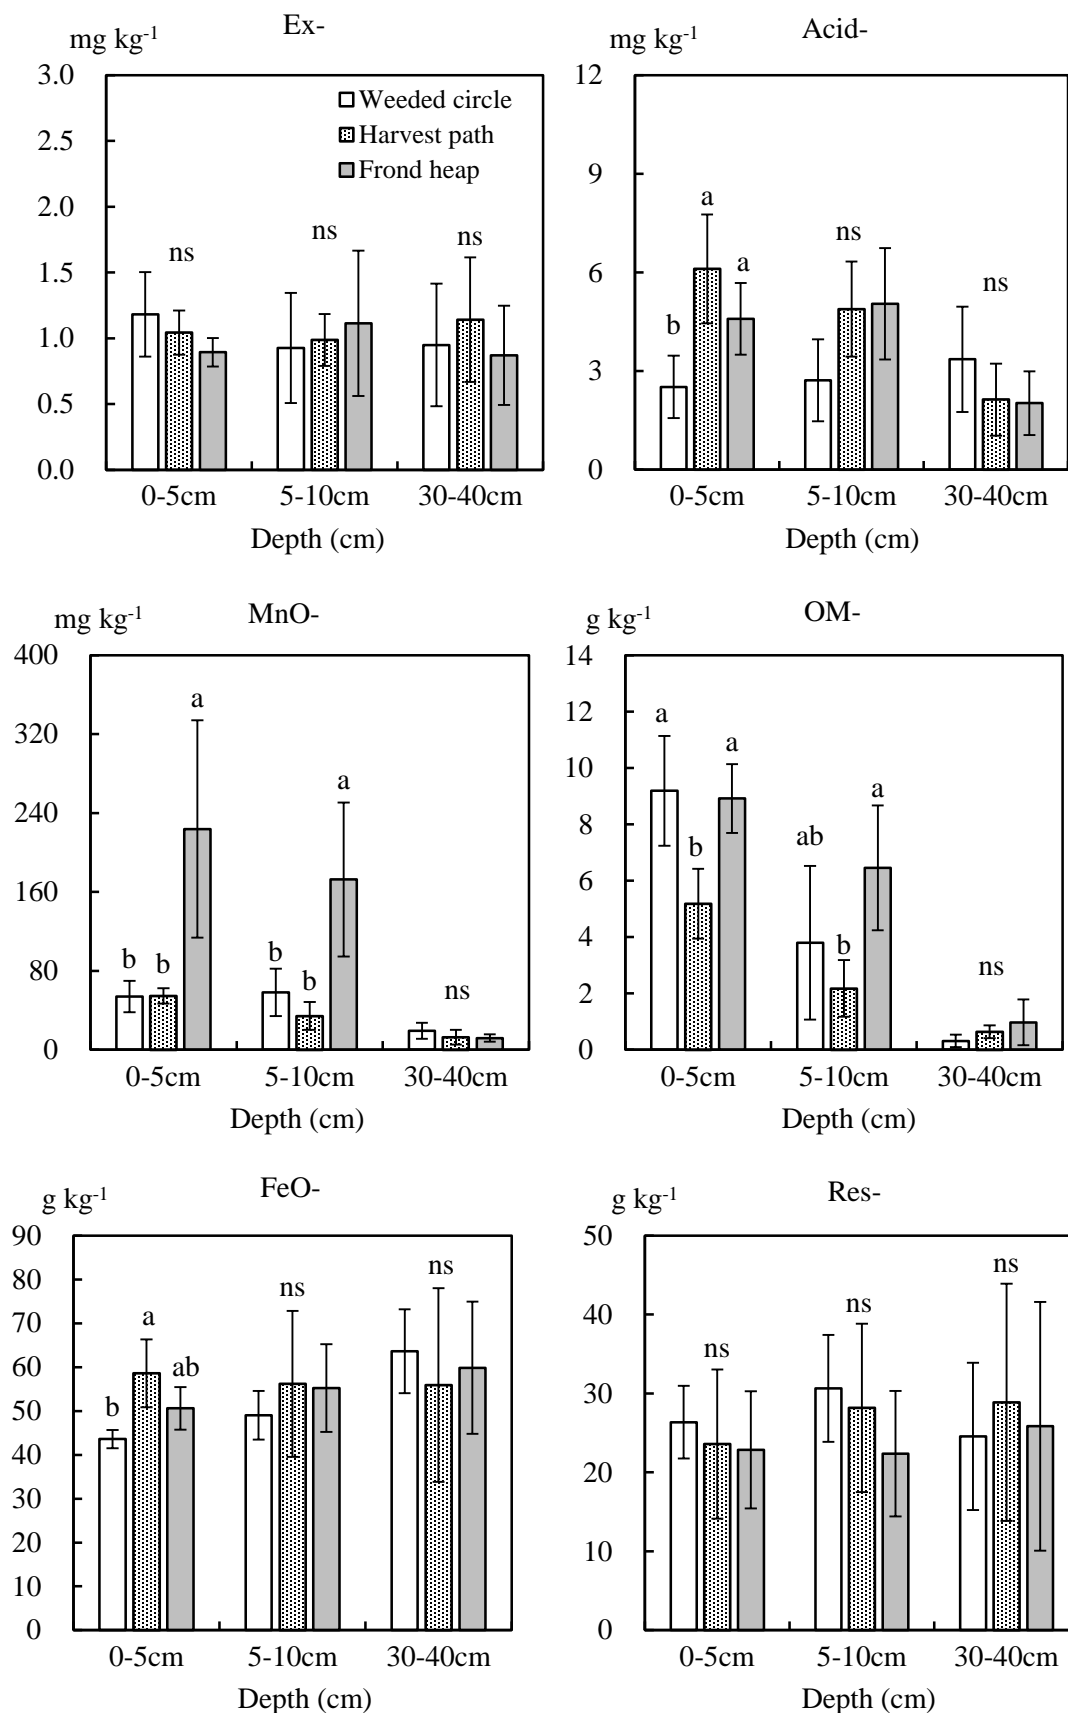 Ex-
mg kg-1
3.0
2.5
2.0
1.5
1.0
0.5
0.0
Weeded circle
Harvest path
Frond heap
ns
ns
ns
0-5cm 5-10cm 30-40cm
Depth (cm)
Acid-
mg kg-1
12
9
6
3
0
b a a
ns
ns
0-5cm 5-10cm 30-40cm
Depth (cm)
MnO-
mg kg-1
400
320
240
160
80
0
b b a
b b a
ns
0-5cm 5-10cm 30-40cm
Depth (cm)
OM-
g kg-1
14
12
10
8
6
4
2
0
a b a
ab b a
ns
0-5cm 5-10cm 30-40cm
Depth (cm)
FeO-
g kg-1
90
80
70
60
50
40
30
20
10
0
b a ab
ns
ns
0-5cm 5-10cm 30-40cm
Depth (cm)
Res-
g kg-1
50
40
30
20
10
0
ns
ns
ns
0-5cm 5-10cm 30-40cm
Depth (cm)